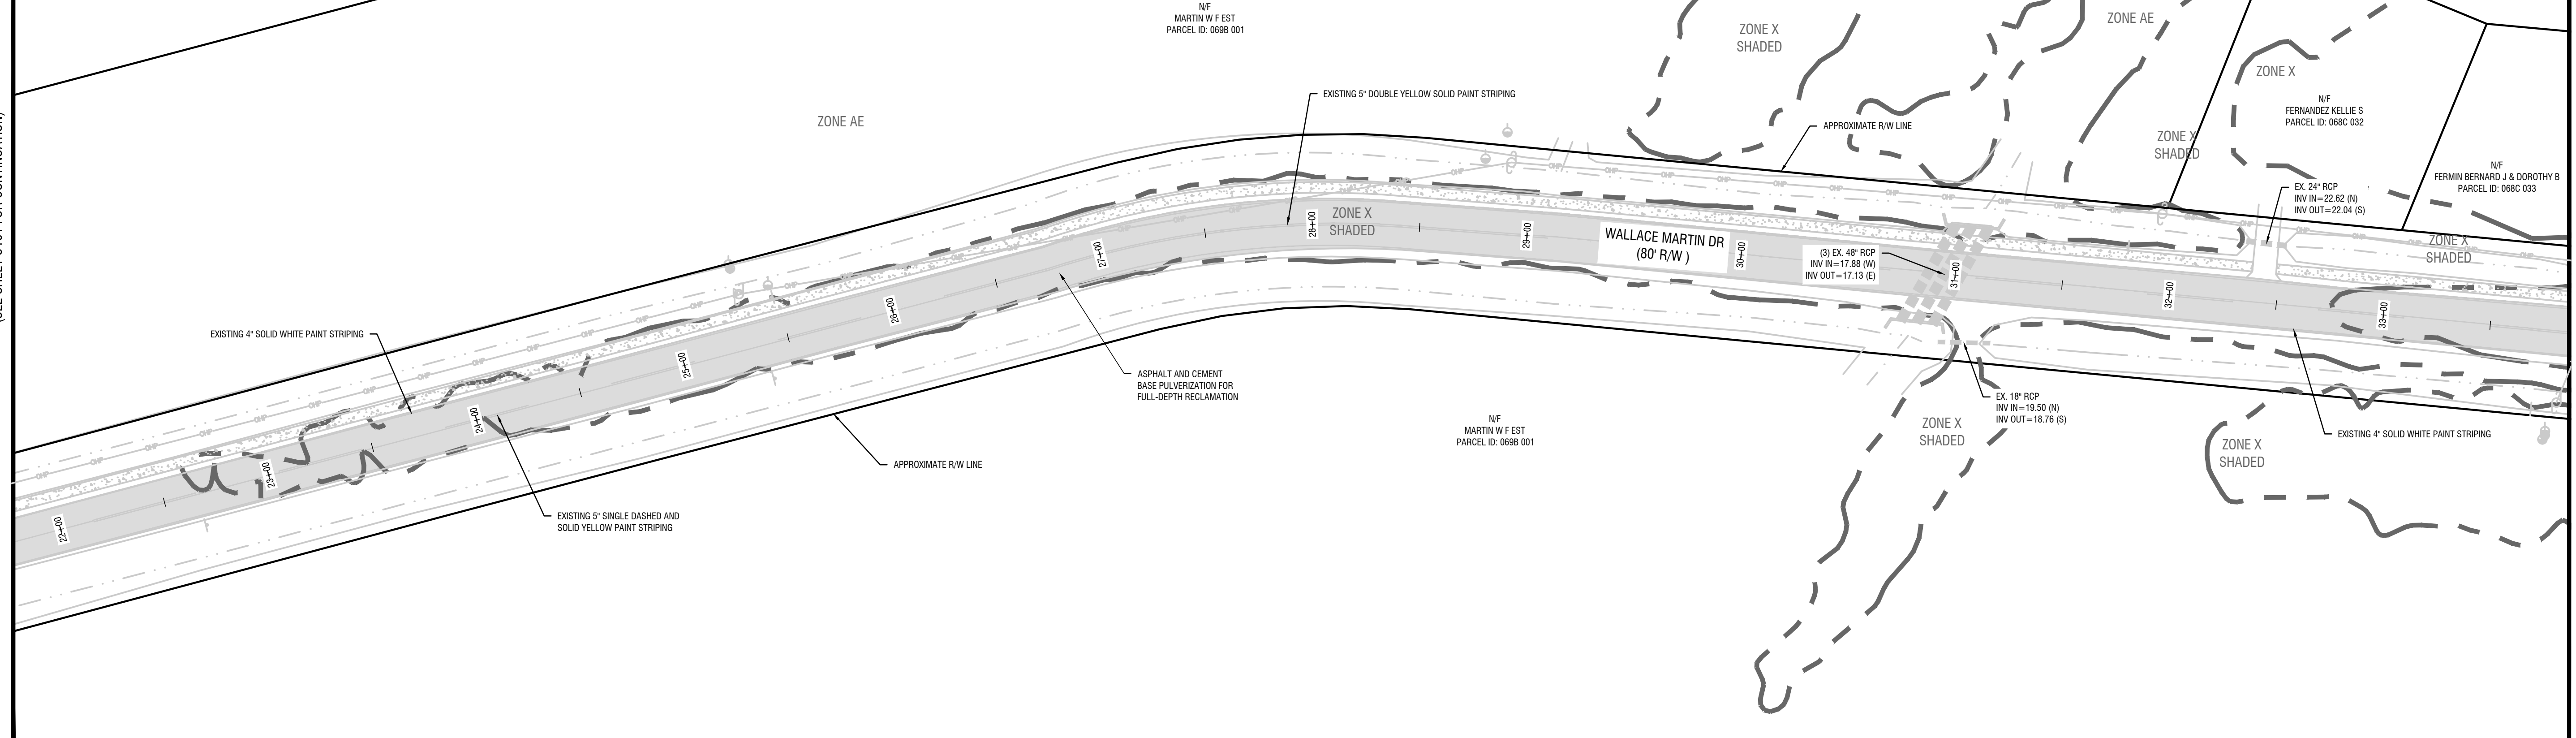 N/F
MARTIN W F EST
PARCEL ID: 069B 001
ZONE AE
ZONE X
SHADED
ZONE AE
ZONE X
N/F
FERNANDEZ KELLIE S
PARCEL ID: 068C 032
ZONE X
SHADED
N/F
FERMIN BERNARD J & DOROTHY B
PARCEL ID: 068C 033
EXISTING 5" DOUBLE YELLOW SOLID PAINT STRIPING
APPROXIMATE R/W LINE
EX. 24" RCP
INV IN=22.62 (N)
INV OUT=22.04 (S)
ZONE X
SHADED
ZONE X
SHADED
WALLACE MARTIN DR
(80' R/W )
(3) EX. 48" RCP
INV IN=17.88 (W)
INV OUT=17.13 (E)
22+00
23+00
24+00
25+00
26+00
27+00
28+00
29+00
30+00
31+00
32+00
33+00
EXISTING 4" SOLID WHITE PAINT STRIPING
ASPHALT AND CEMENT
BASE PULVERIZATION FOR
FULL-DEPTH RECLAMATION
APPROXIMATE R/W LINE
EXISTING 5" SINGLE DASHED AND
SOLID YELLOW PAINT STRIPING
N/F
MARTIN W F EST
PARCEL ID: 069B 001
EX. 18" RCP
INV IN=19.50 (N)
INV OUT=18.76 (S)
ZONE X
SHADED
EXISTING 4" SOLID WHITE PAINT STRIPING
ZONE X
SHADED